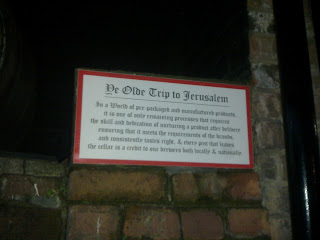 Ye Olde Trip to Jerusalem
In a World of pre-packaged and manufactured products,
it is one of only remaining processes that required
the skill and dedication of nurturing a product after delivery
ensuring that it meets the requirements of the brands,
and consistently tastes right, & every pint that leaves
the cellar is a credit to our brewers both locally & nationally